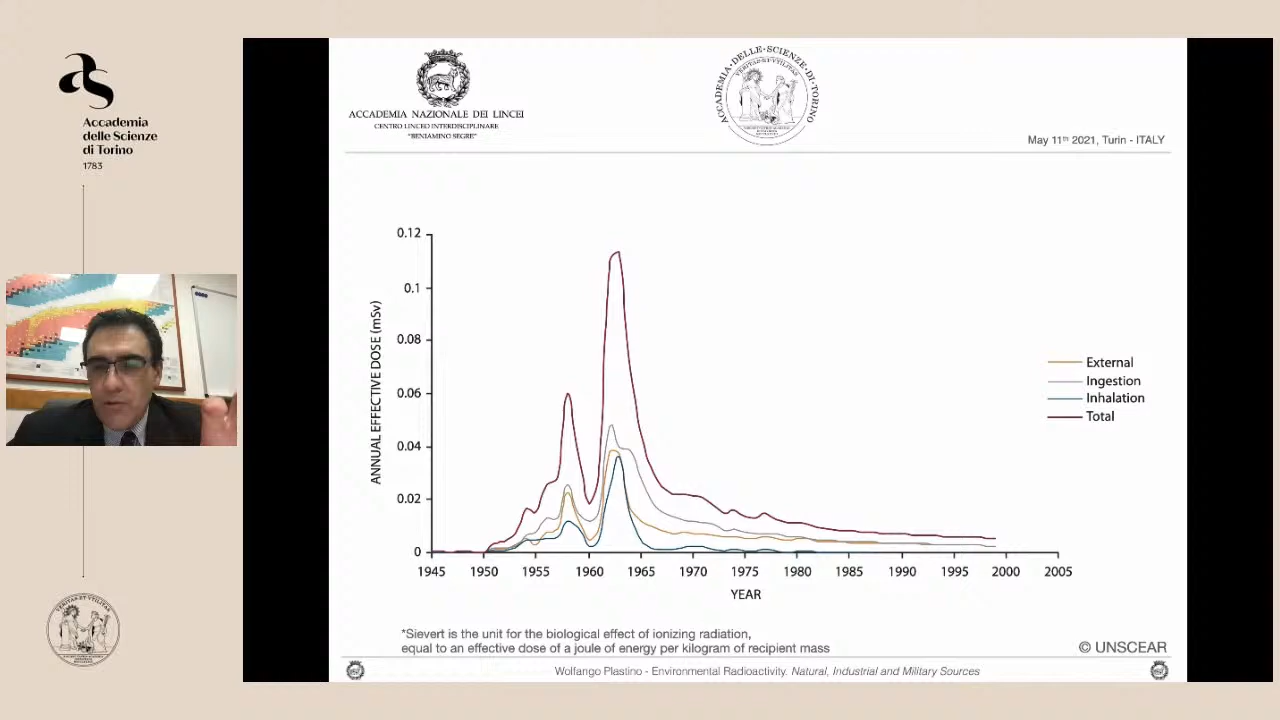 Accademia
delle Scienze
di Torino
1783
ACCADEMIA NAZIONALE DEI LINCEI
CENTRO LINCEO INTERDISCIPLINARE
"BENIAMINO SEGRE"
ACCADEMIA·DELLE·SCIENZE·DI·TORINO
VERITAS·ET·VTILITAS
May 11th 2021, Turin - ITALY
ANNUAL EFFECTIVE DOSE (mSv)
0.12
0.1
0.08
0.06
0.04
0.02
0
External
Ingestion
Inhalation
Total
1945 1950 1955 1960 1965 1970 1975 1980 1985 1990 1995 2000 2005
YEAR
*Sievert is the unit for the biological effect of ionizing radiation,
equal to an effective dose of a joule of energy per kilogram of recipient mass
© UNSCEAR
Wolfango Plastino - Environmental Radioactivity. Natural, Industrial and Military Sources